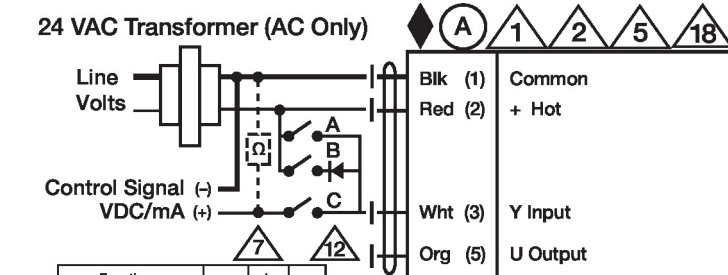 24 VAC Transformer (AC Only)
A 1 2 5 18
Line
Volts
Blk (1) Common
Red (2) + Hot
A
B
Ω
C
Control Signal (–)
VDC/mA (+)
Wht (3) Y Input
7 12
Org (5) U Output